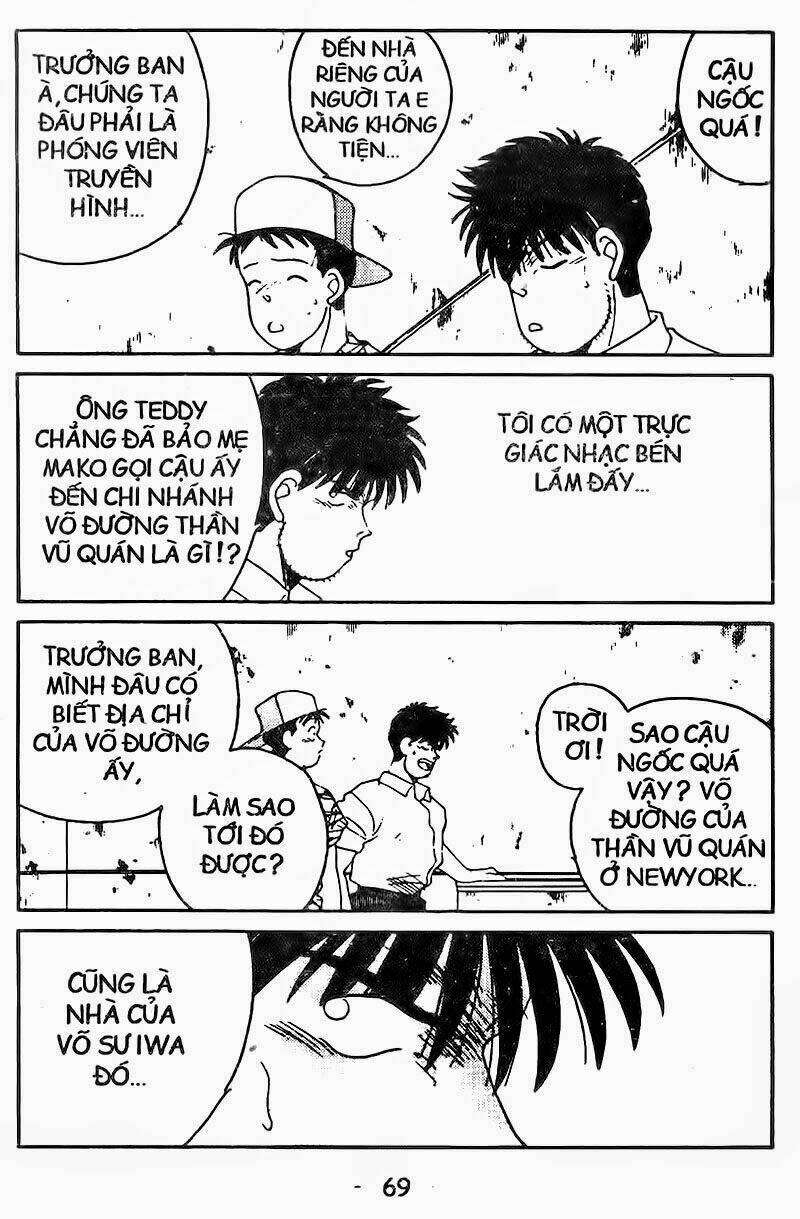 TRƯỞNG BAN
À, CHÚNG TA
ĐÂU PHẢI LÀ
PHÓNG VIÊN
TRUYỀN
HÌNH...
ĐẾN NHÀ
RIÊNG CỦA
NGƯỜI TA E
RẰNG KHÔNG
TIỆN...
CẬU
NGỐC
QUÁ!
ÔNG TEDDY
CHẲNG ĐÃ BẢO MẸ
MAKO GỌI CẬU ẤY
ĐẾN CHI NHÁNH
VÕ ĐƯỜNG THẦN
VŨ QUÁN LÀ GÌ!?
TÔI CÓ MỘT TRỰC
GIÁC NHẠC BÉN
LẮM ĐẤY...
TRƯỞNG BAN,
MÌNH ĐÂU CÓ
BIẾT ĐỊA CHỈ
CỦA VÕ ĐƯỜNG
ẤY,
LÀM SAO
TỚI ĐÓ
ĐƯỢC?
TRỜI
ƠI!
SAO CẬU
NGỐC QUÁ
VẬY? VÕ
ĐƯỜNG CỦA
THẦN VŨ QUÁN
Ở NEWYORK...
CŨNG LÀ
NHÀ CỦA
VÕ SƯ IWA
ĐÓ...
- 69